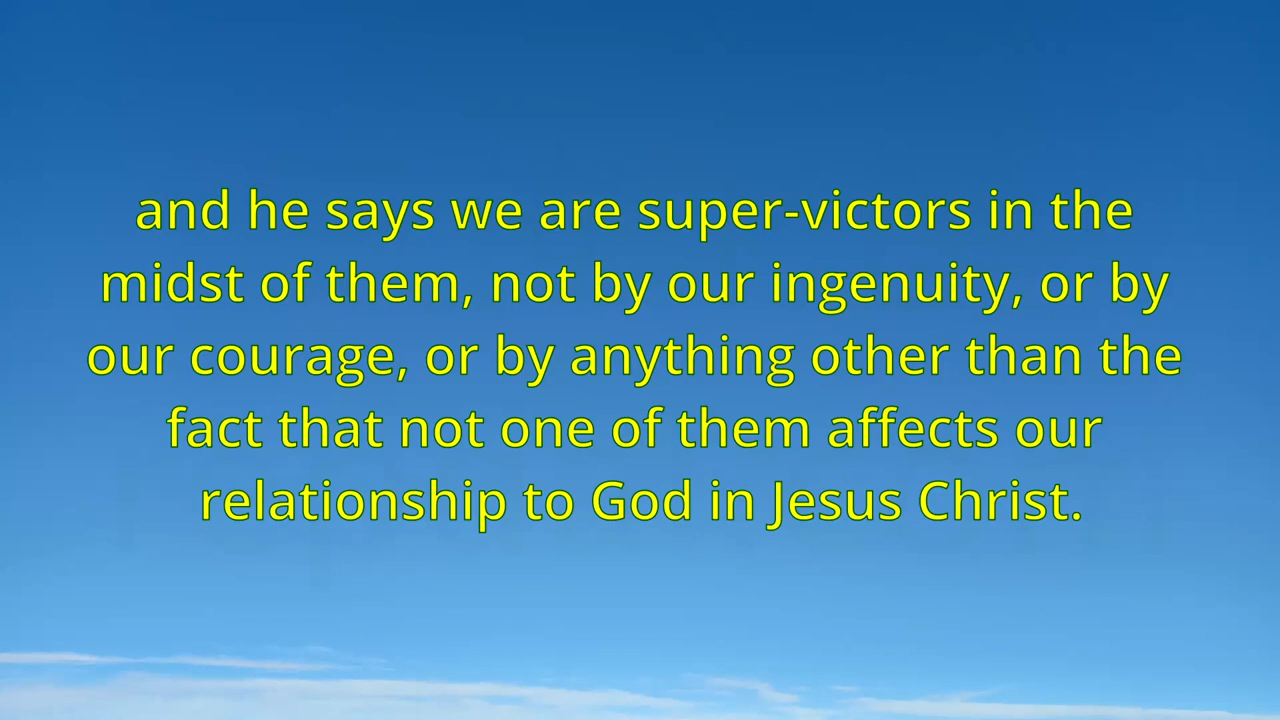 and he says we are super-victors in the
midst of them, not by our ingenuity, or by
our courage, or by anything other than the
fact that not one of them affects our
relationship to God in Jesus Christ.